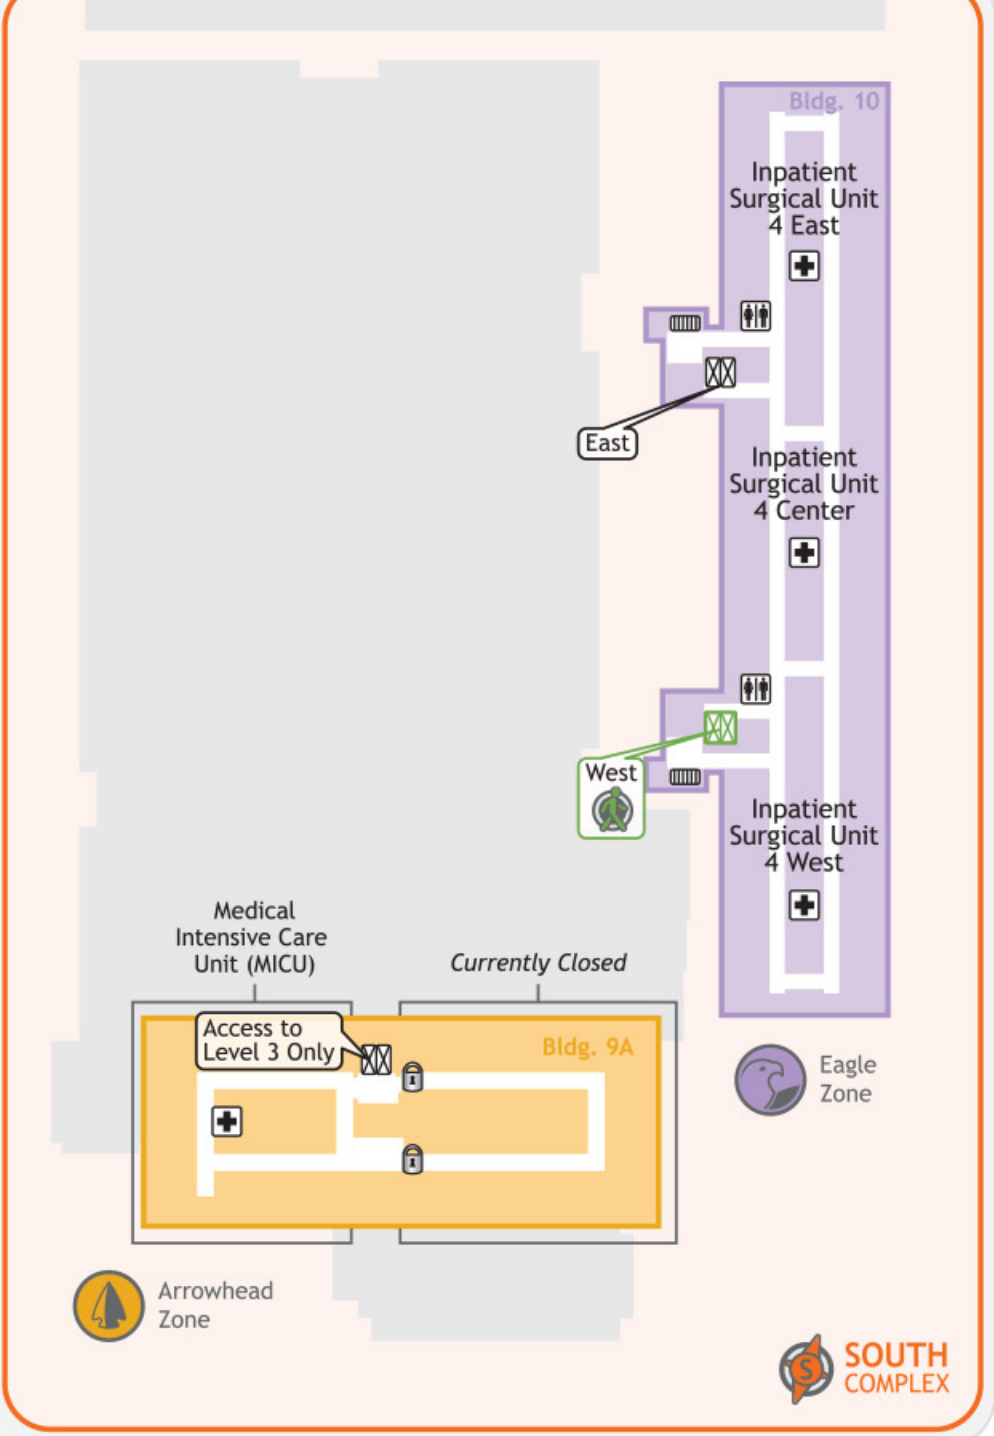 Bldg. 10
Inpatient
Surgical Unit
4 East
East
Inpatient
Surgical Unit
4 Center
West
Inpatient
Surgical Unit
4 West
Medical
Intensive Care
Unit (MICU)
Currently Closed
Access to
Level 3 Only
Bldg. 9A
Eagle
Zone
Arrowhead
Zone
S
SOUTH
COMPLEX